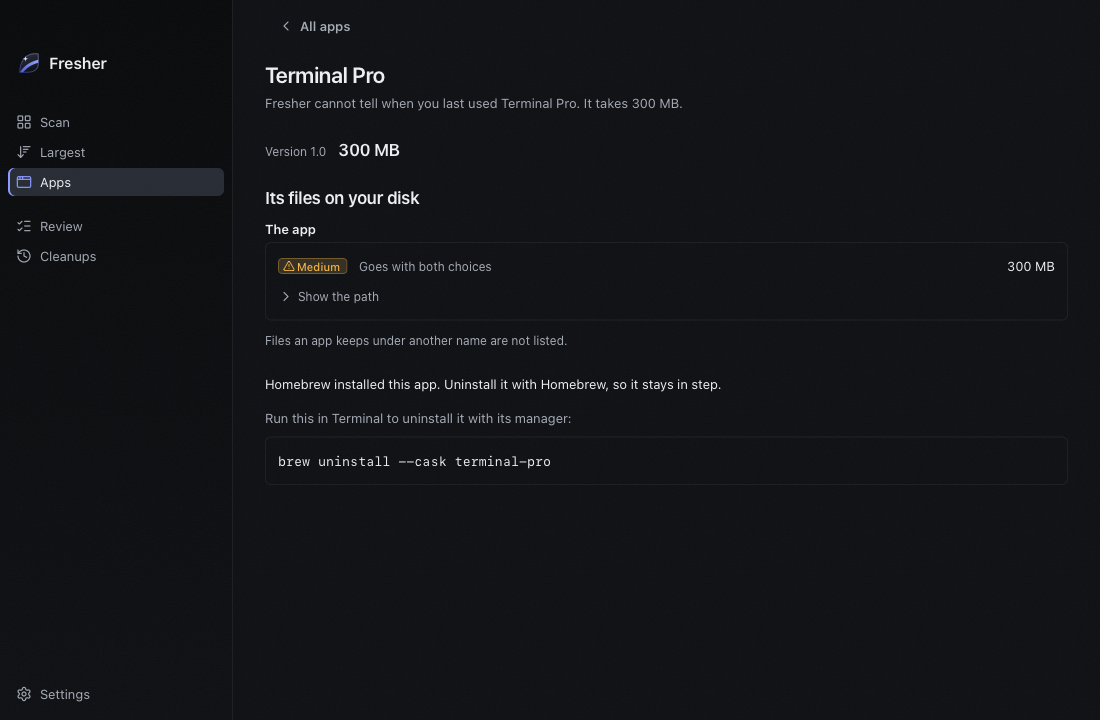 All apps
Fresher
Terminal Pro
Fresher cannot tell when you last used Terminal Pro. It takes 300 MB.
Scan
Largest
Apps
Review
Cleanups
Version 1.0 300 MB
Its files on your disk
The app
Medium Goes with both choices 300 MB
Show the path
Files an app keeps under another name are not listed.
Homebrew installed this app. Uninstall it with Homebrew, so it stays in step.
Run this in Terminal to uninstall it with its manager:
brew uninstall --cask terminal-pro
Settings